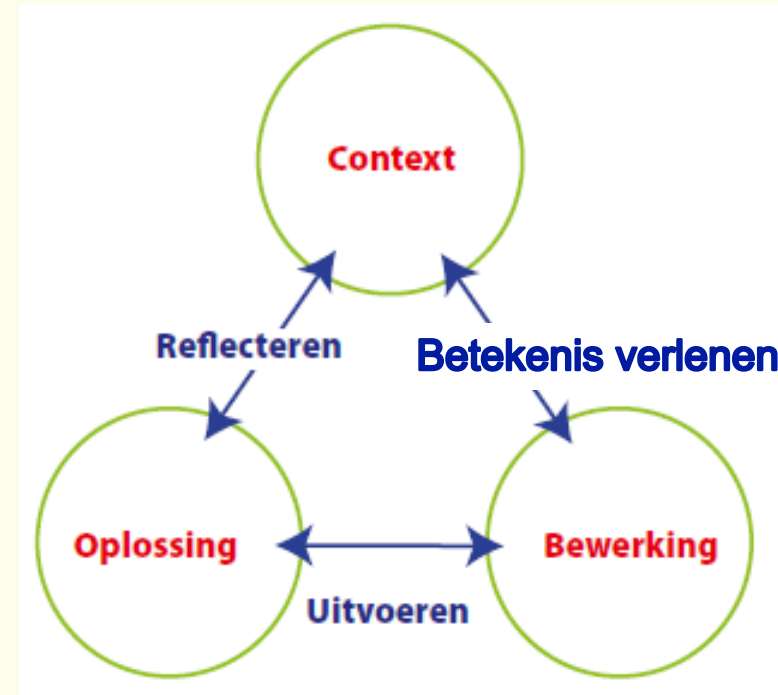 Context
Reflecteren
Betekenis verlenen
Oplossing
Bewerking
Uitvoeren